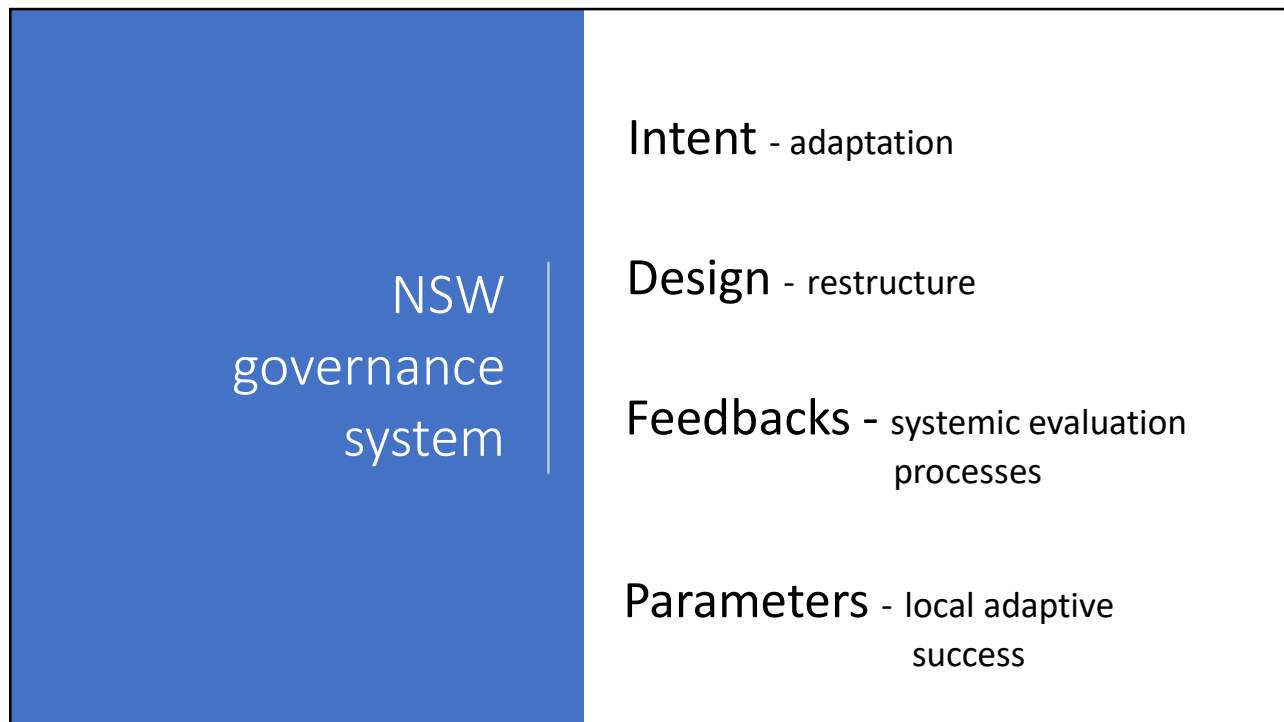 NSW
governance
system
Intent - adaptation
Design - restructure
Feedbacks - systemic evaluation
processes
Parameters - local adaptive
success